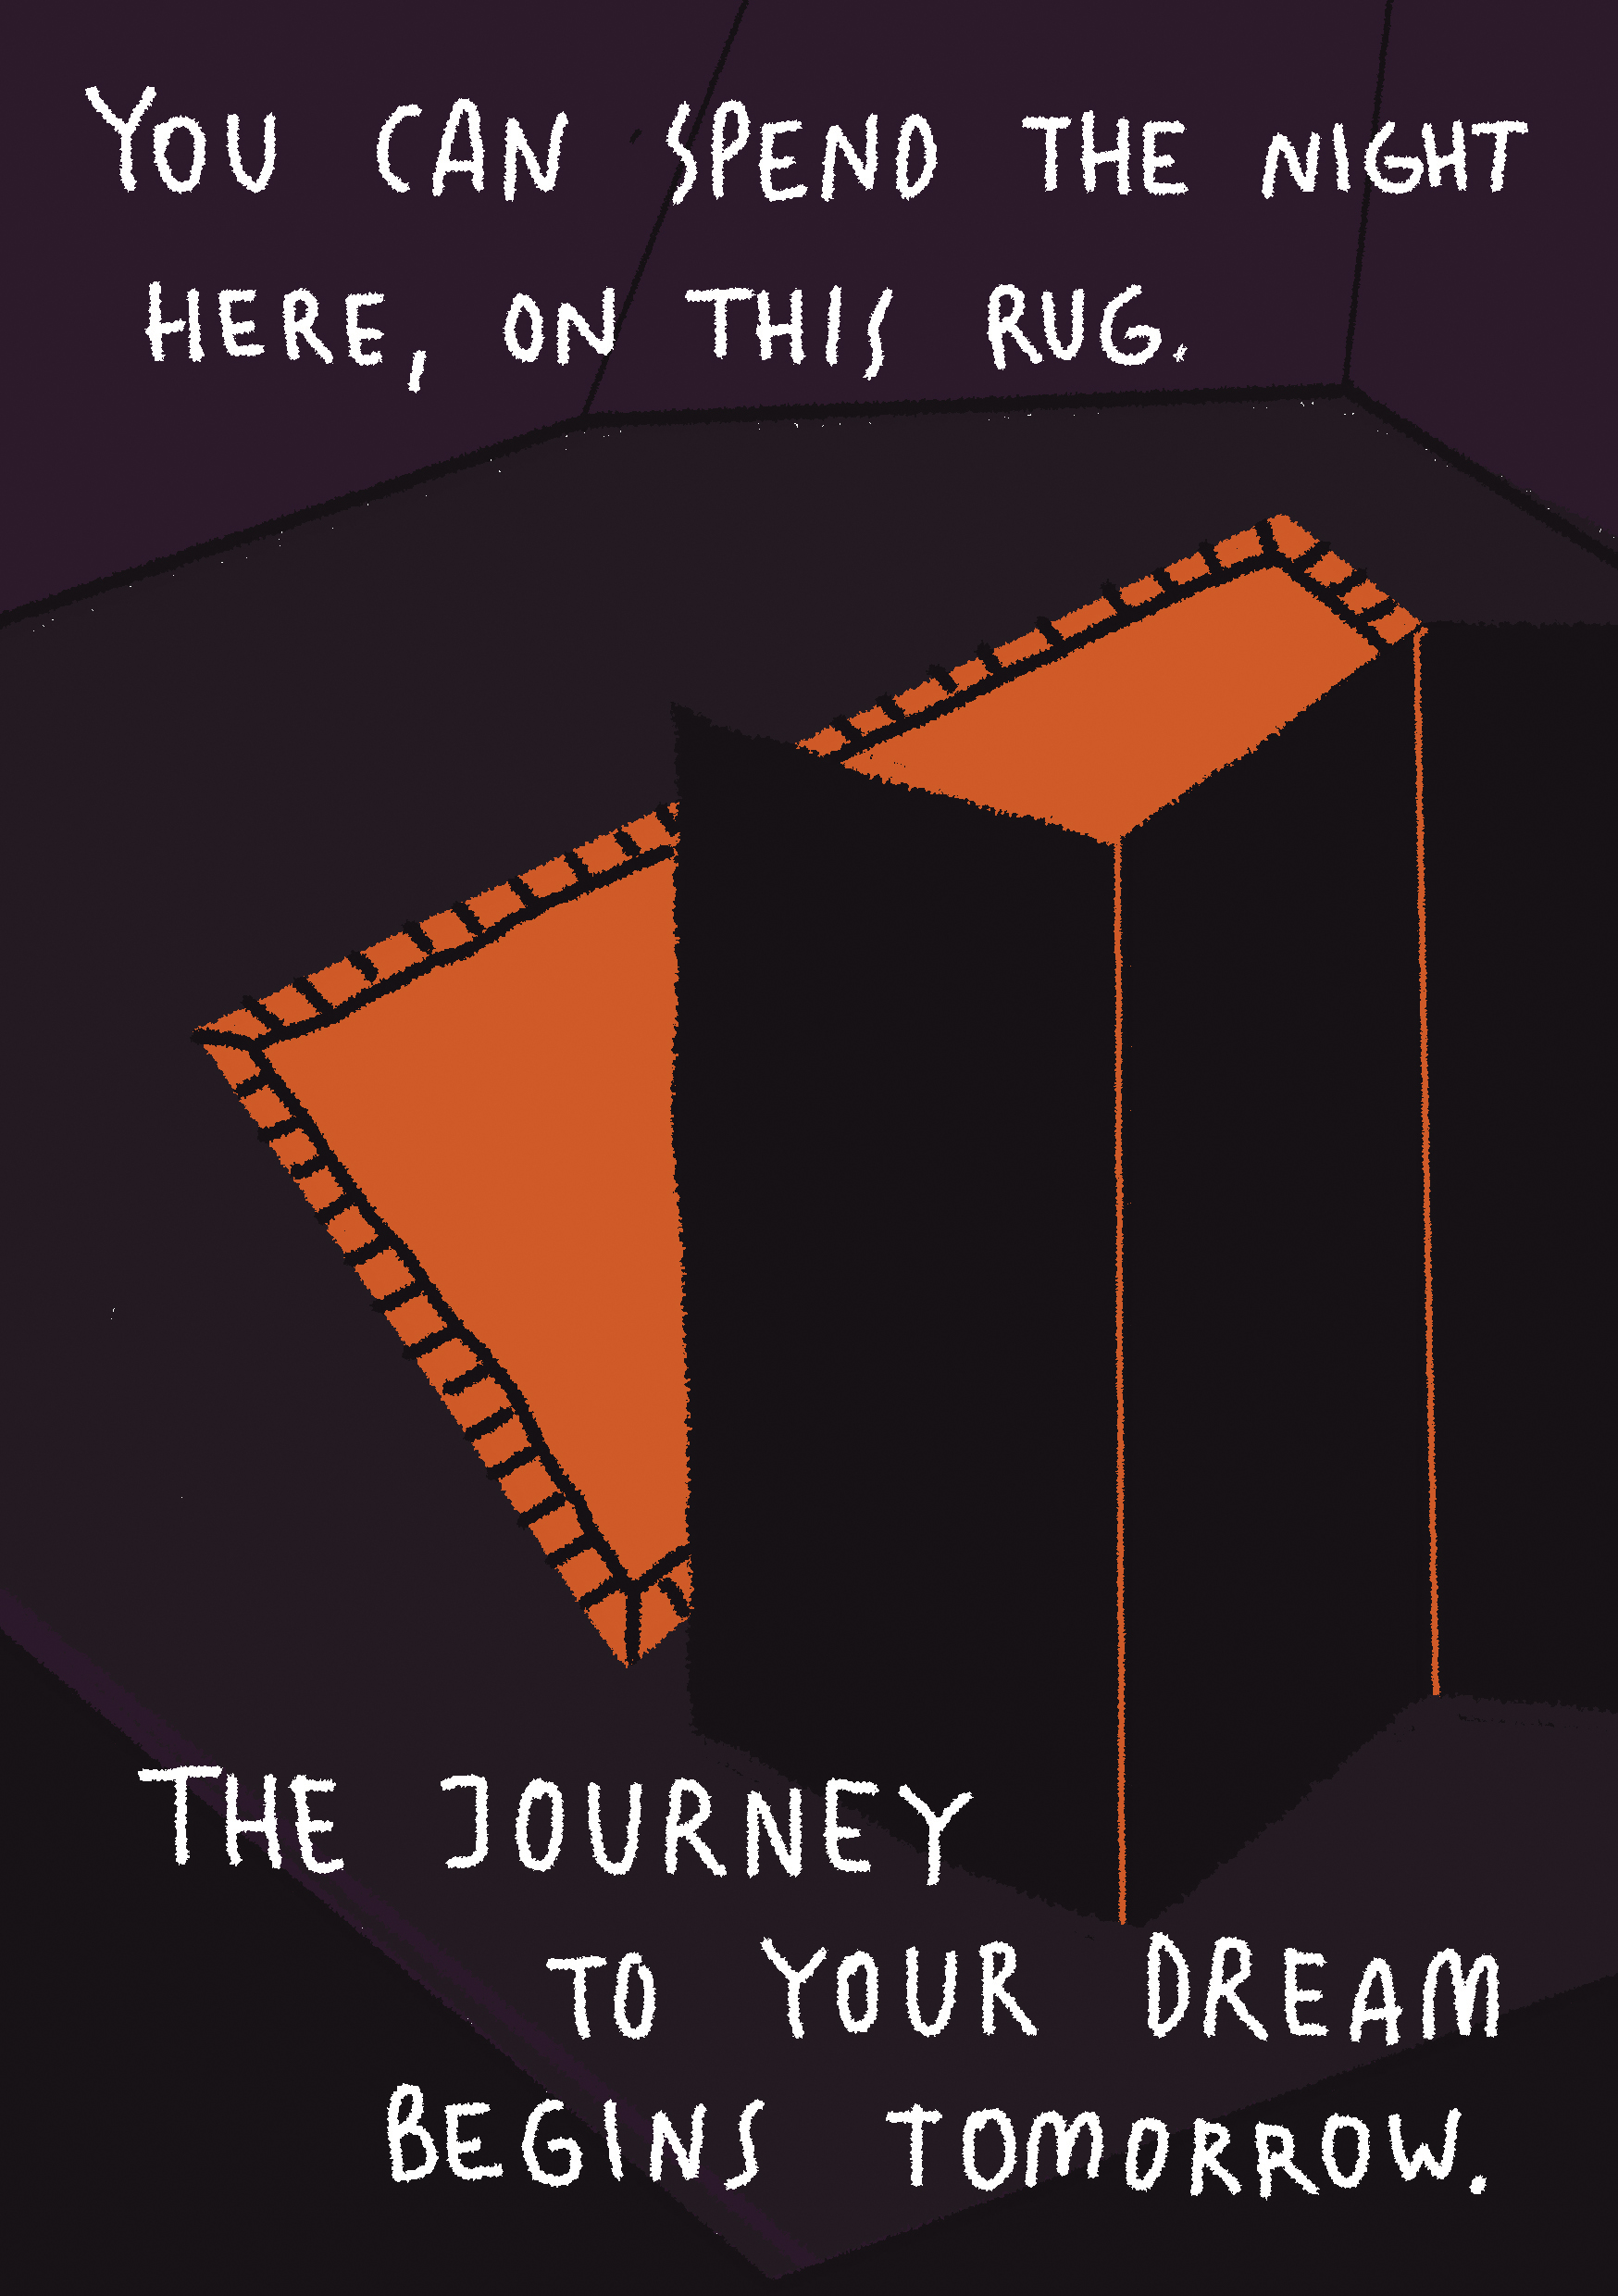 YOU CAN SPEND THE NIGHT
HERE, ON THIS RUG.
THE JOURNEY
TO YOUR DREAM
BEGINS TOMORROW.